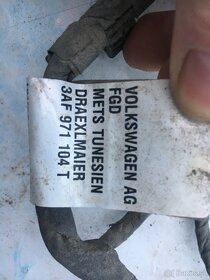 VOLKSWAGEN AG
FGD
METS TUNESIEN
DRAEXLMAIER
3AF 971 104 T